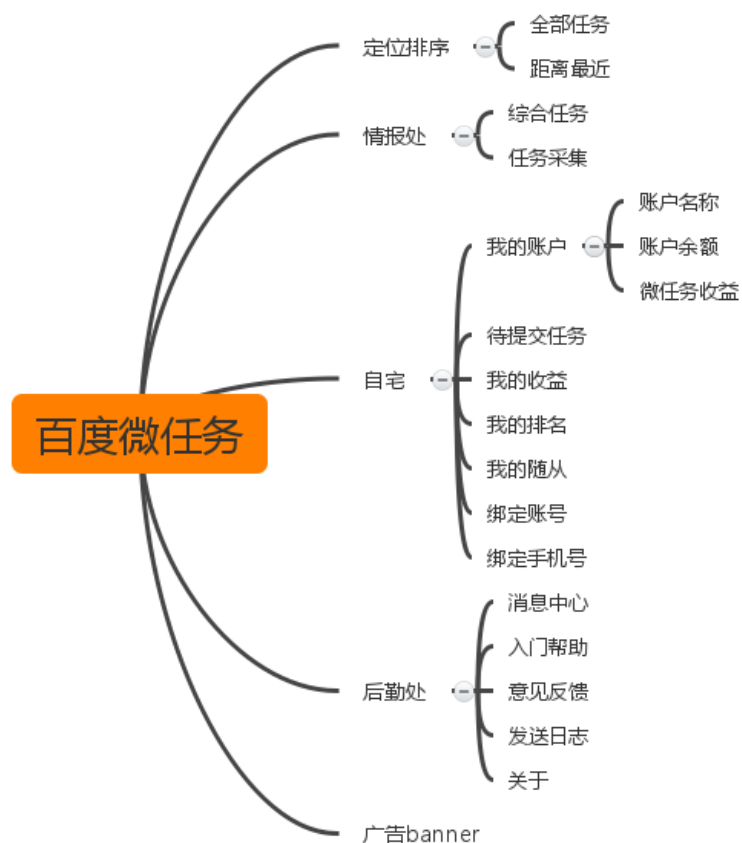 百度微任务
定位排序
全部任务
距离最近
情报处
综合任务
任务采集
自宅
我的账户
账户名称
账户余额
微任务收益
待提交任务
我的收益
我的排名
我的随从
绑定账号
绑定手机号
后勤处
消息中心
入门帮助
意见反馈
发送日志
关于
广告banner